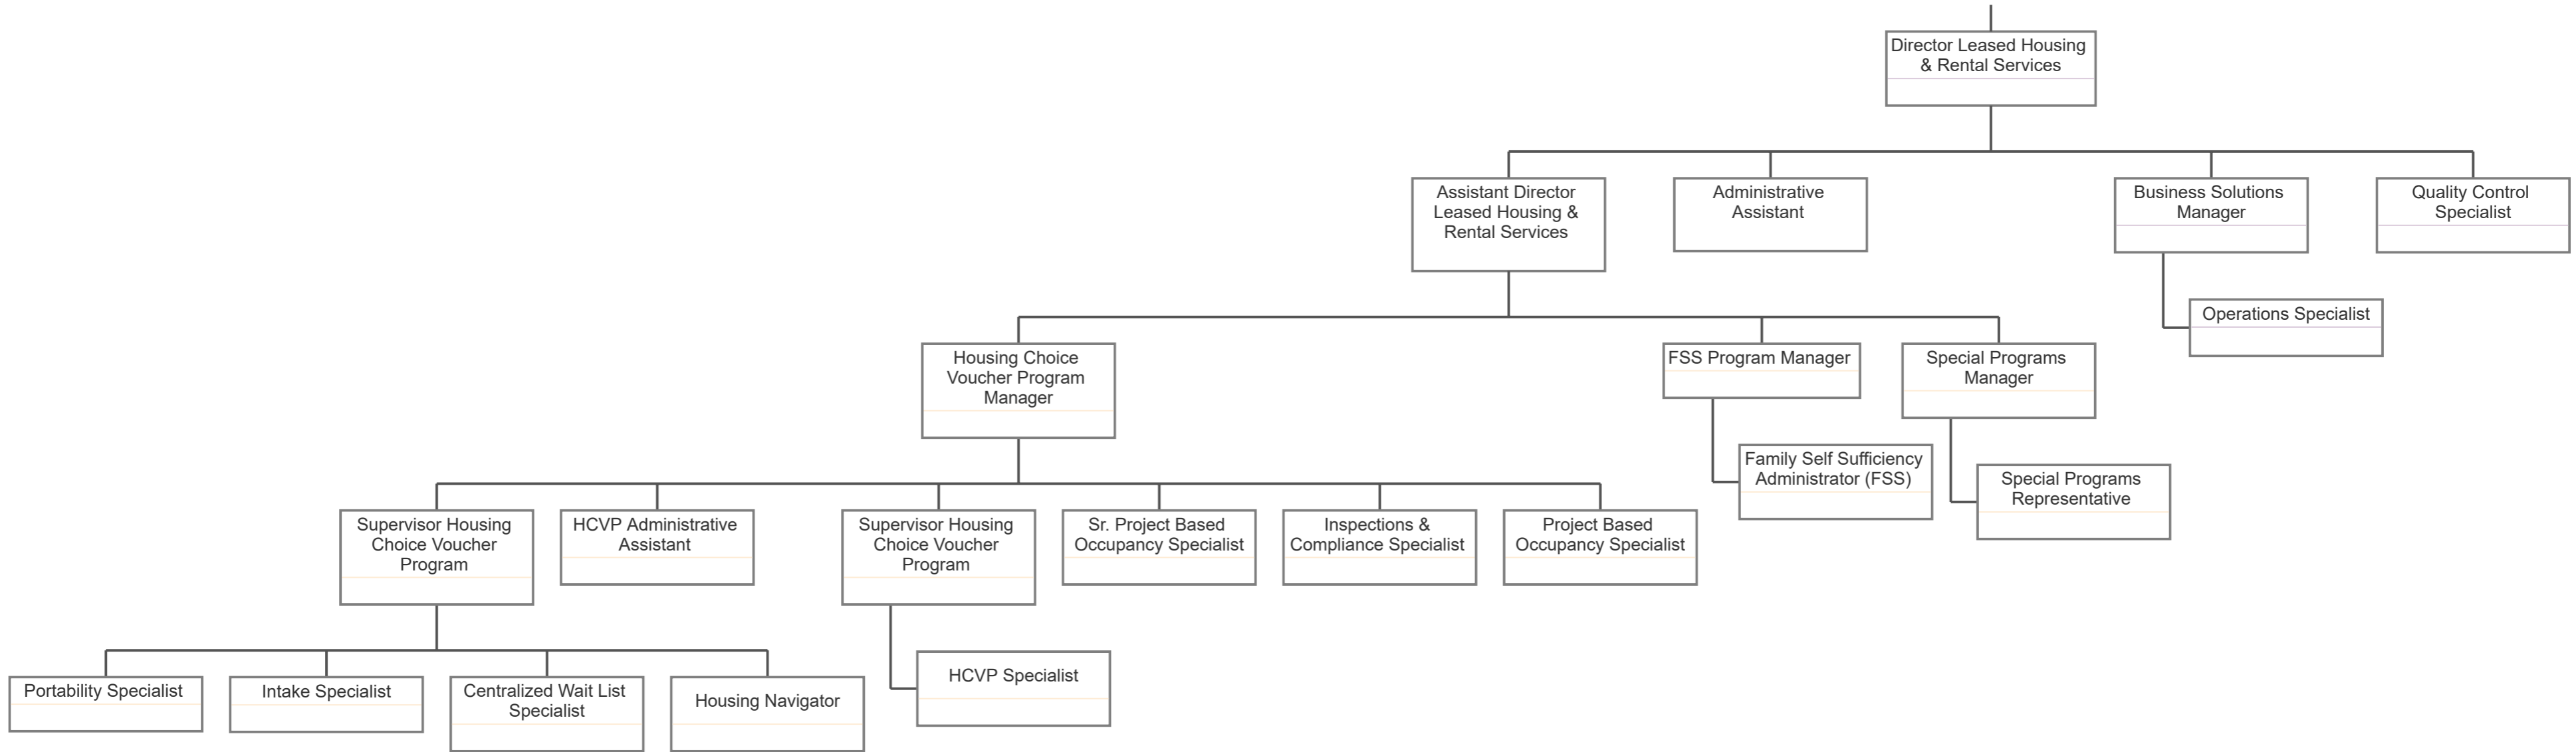 Director Leased Housing
& Rental Services
Assistant Director
Leased Housing &
Rental Services
Administrative
Assistant
Business Solutions
Manager
Quality Control
Specialist
Operations Specialist
Housing Choice
Voucher Program
Manager
FSS Program Manager
Special Programs
Manager
Family Self Sufficiency
Administrator (FSS)
Special Programs
Representative
Supervisor Housing
Choice Voucher
Program
HCVP Administrative
Assistant
Supervisor Housing
Choice Voucher
Program
Sr. Project Based
Occupancy Specialist
Inspections &
Compliance Specialist
Project Based
Occupancy Specialist
Portability Specialist
Intake Specialist
Centralized Wait List
Specialist
Housing Navigator
HCVP Specialist